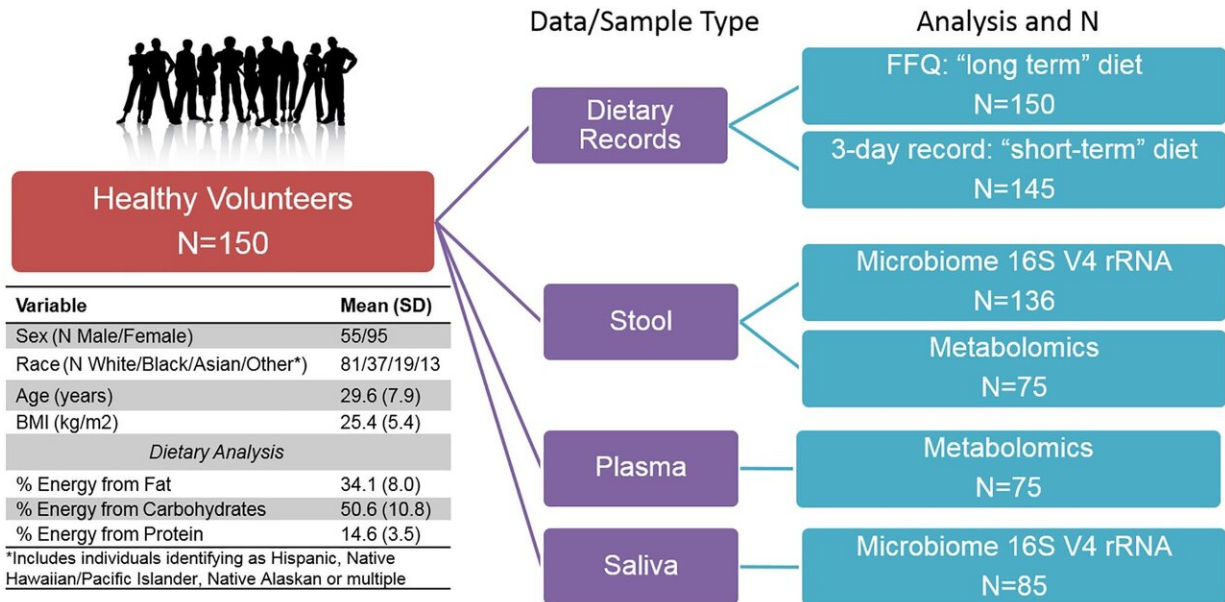 Data/Sample Type
Analysis and N
Healthy Volunteers
N=150
Variable Mean (SD)
Sex (N Male/Female) 55/95
Race (N White/Black/Asian/Other*) 81/37/19/13
Age (years) 29.6 (7.9)
BMI (kg/m2) 25.4 (5.4)
Dietary Analysis
% Energy from Fat 34.1 (8.0)
% Energy from Carbohydrates 50.6 (10.8)
% Energy from Protein 14.6 (3.5)
*Includes individuals identifying as Hispanic, Native
Hawaiian/Pacific Islander, Native Alaskan or multiple
Dietary
Records
FFQ: “long term” diet
N=150
3-day record: “short-term” diet
N=145
Stool
Microbiome 16S V4 rRNA
N=136
Metabolomics
N=75
Plasma
Metabolomics
N=75
Saliva
Microbiome 16S V4 rRNA
N=85